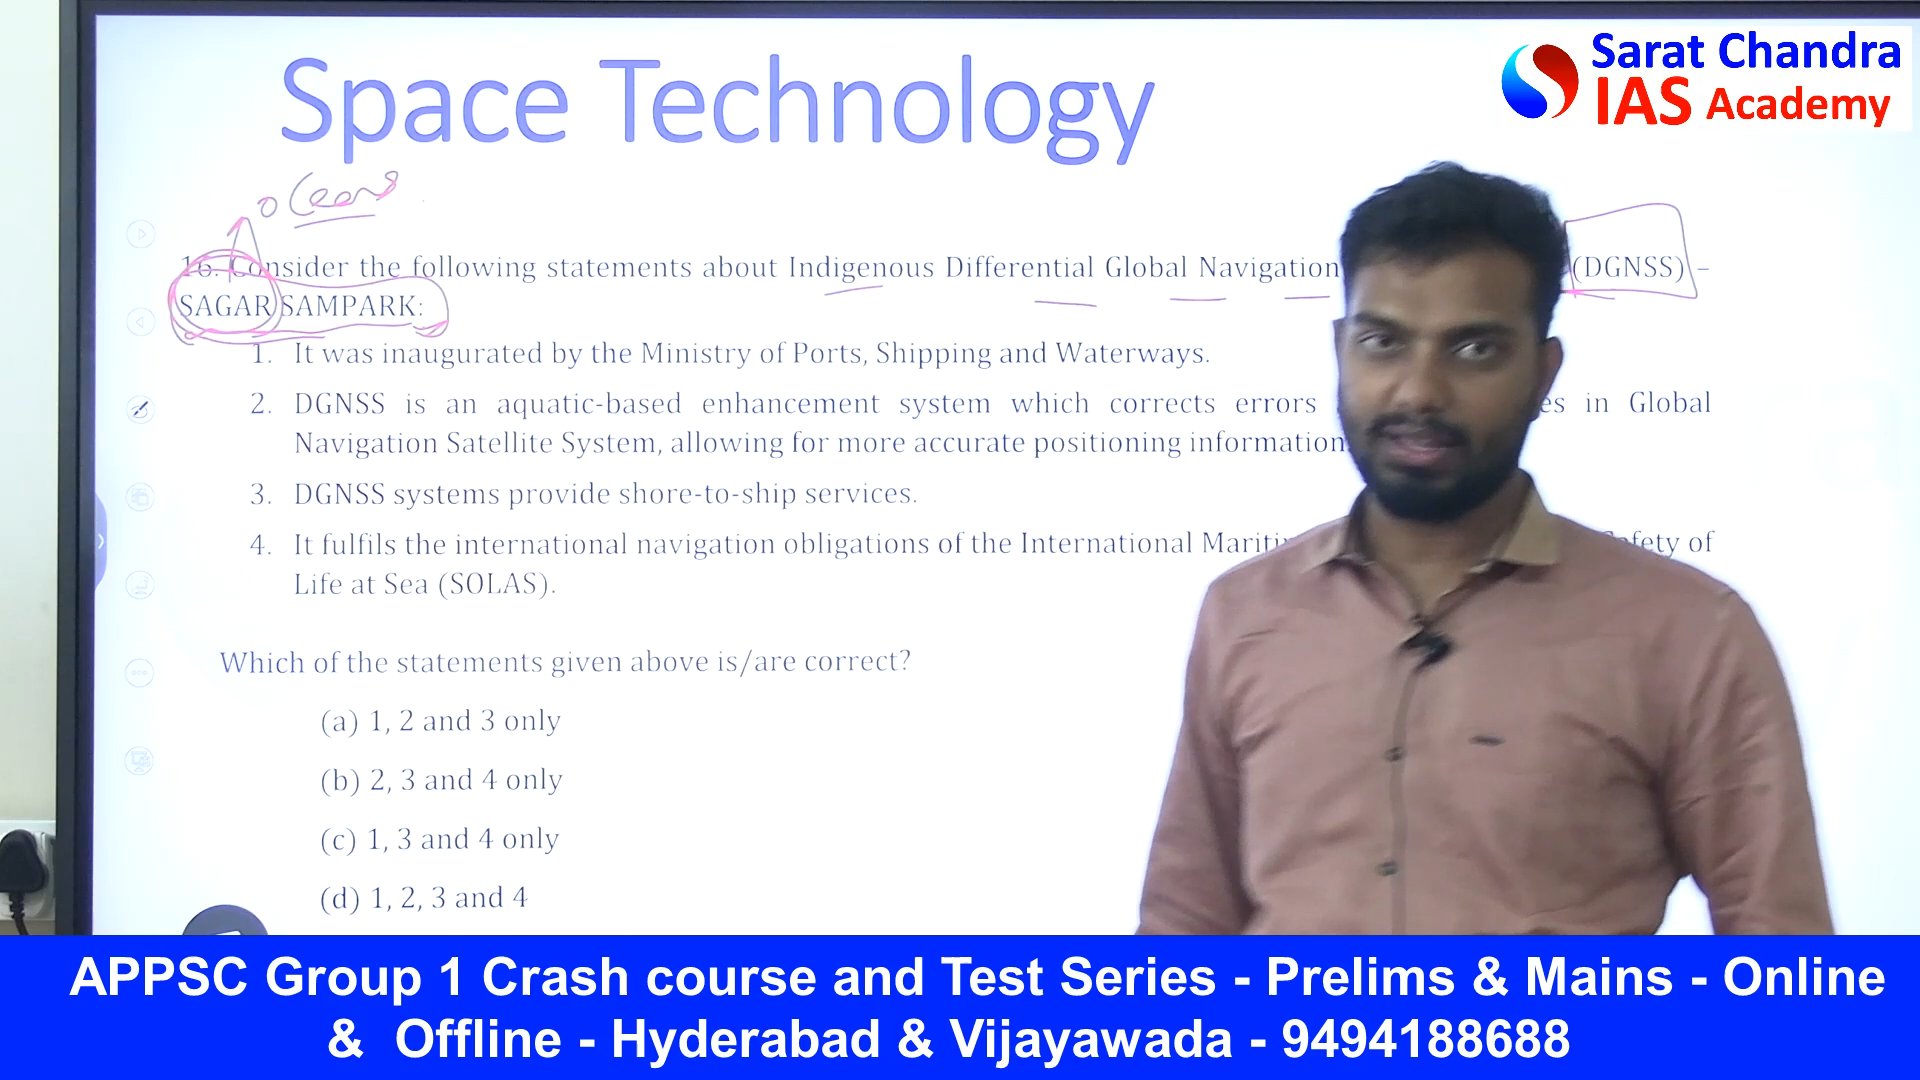 Space Technology
Sarat Chandra
IAS Academy
Oceans
16. Consider the following statements about Indigenous Differential Global Navigation (DGNSS) –
SAGAR SAMPARK:
1. It was inaugurated by the Ministry of Ports, Shipping and Waterways.
2. DGNSS is an aquatic-based enhancement system which corrects errors in Global
Navigation Satellite System, allowing for more accurate positioning information
3. DGNSS systems provide shore-to-ship services.
4. It fulfils the international navigation obligations of the International of
Life at Sea (SOLAS).
Which of the statements given above is/are correct?
(a) 1, 2 and 3 only
(b) 2, 3 and 4 only
(c) 1, 3 and 4 only
(d) 1, 2, 3 and 4
APPSC Group 1 Crash course and Test Series - Prelims & Mains - Online
& Offline - Hyderabad & Vijayawada - 9494188688